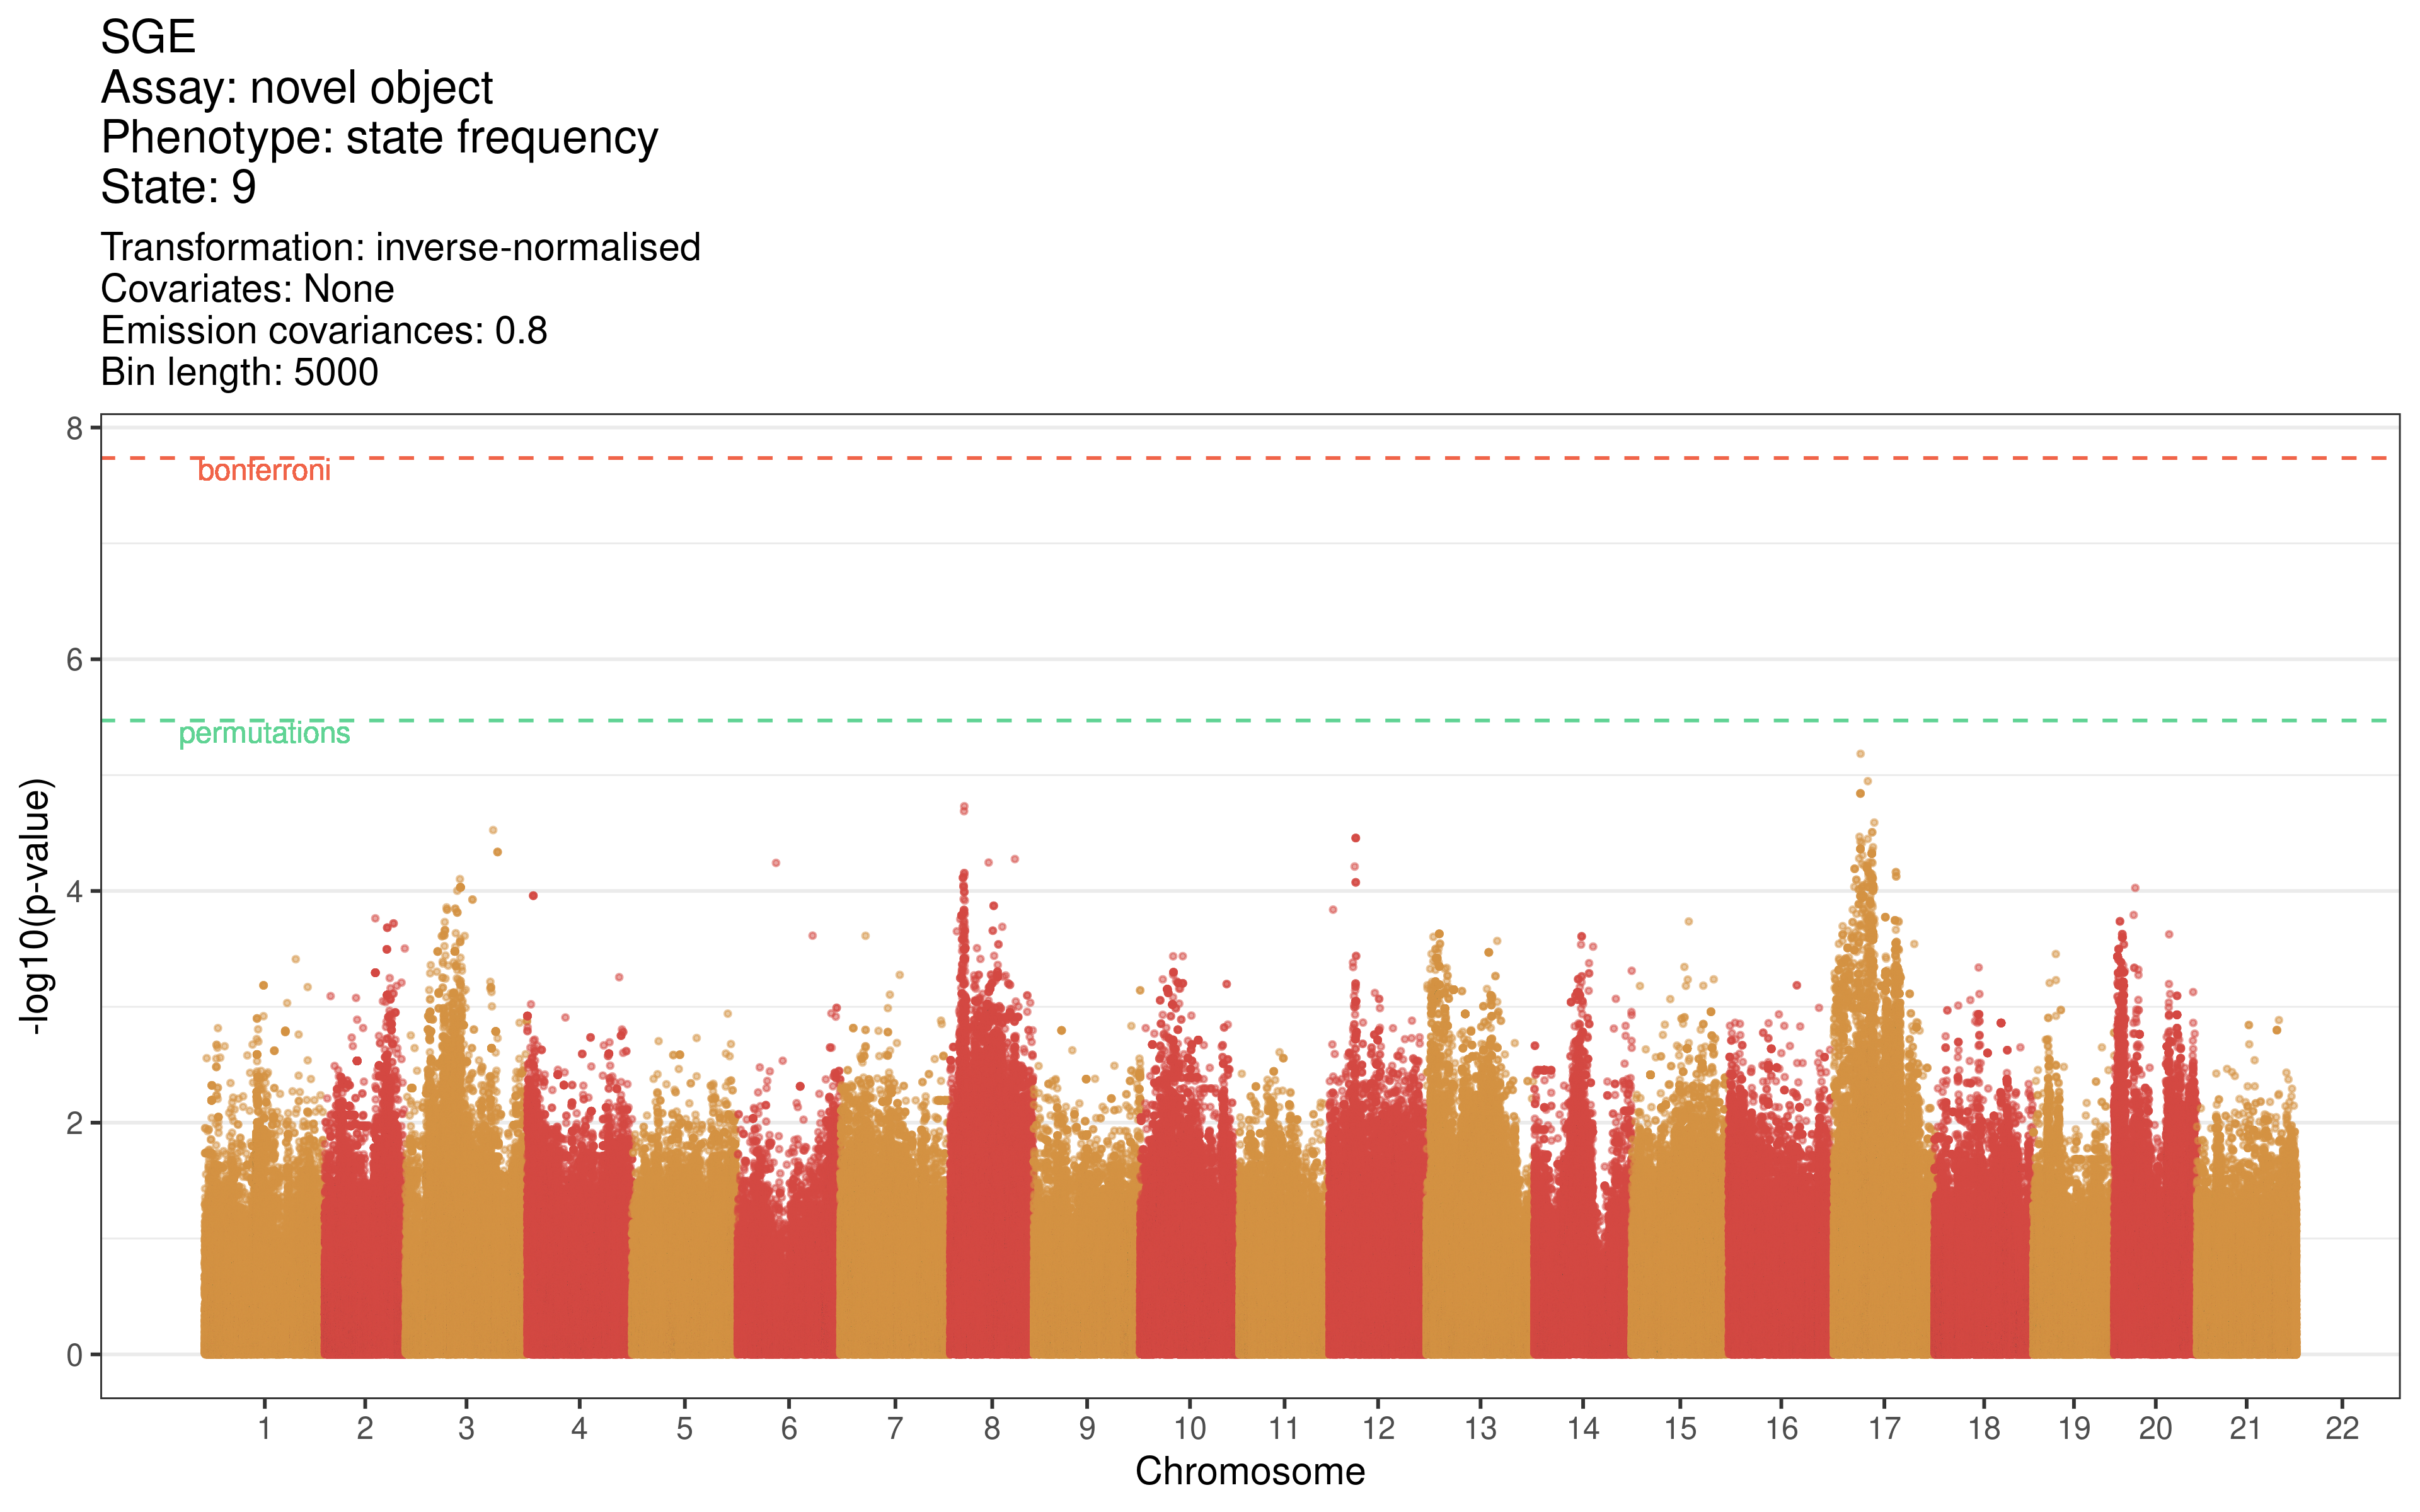 SGE
Assay: novel object
Phenotype: state frequency
State: 9
Transformation: inverse-normalised
Covariates: None
Emission covariances: 0.8
Bin length: 5000
8
bonferroni
6
permutations
4
2
0
-log10(p-value)
1 2 3 4 5 6 7 8 9 10 11 12 13 14 15 16 17 18 19 20 21 22
Chromosome